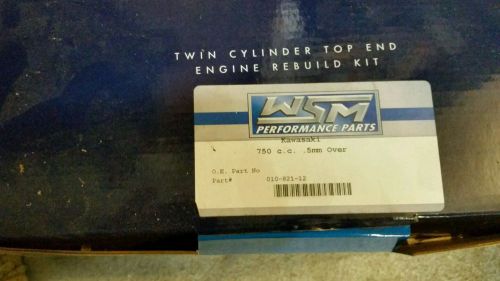 TWIN CYLINDER TOP END
ENGINE REBUILD KIT
WSM
PERFORMANCE PARTS
Kawasaki
750 c.c. .5mm Over
O.E. Part No
Part# 010-821-12